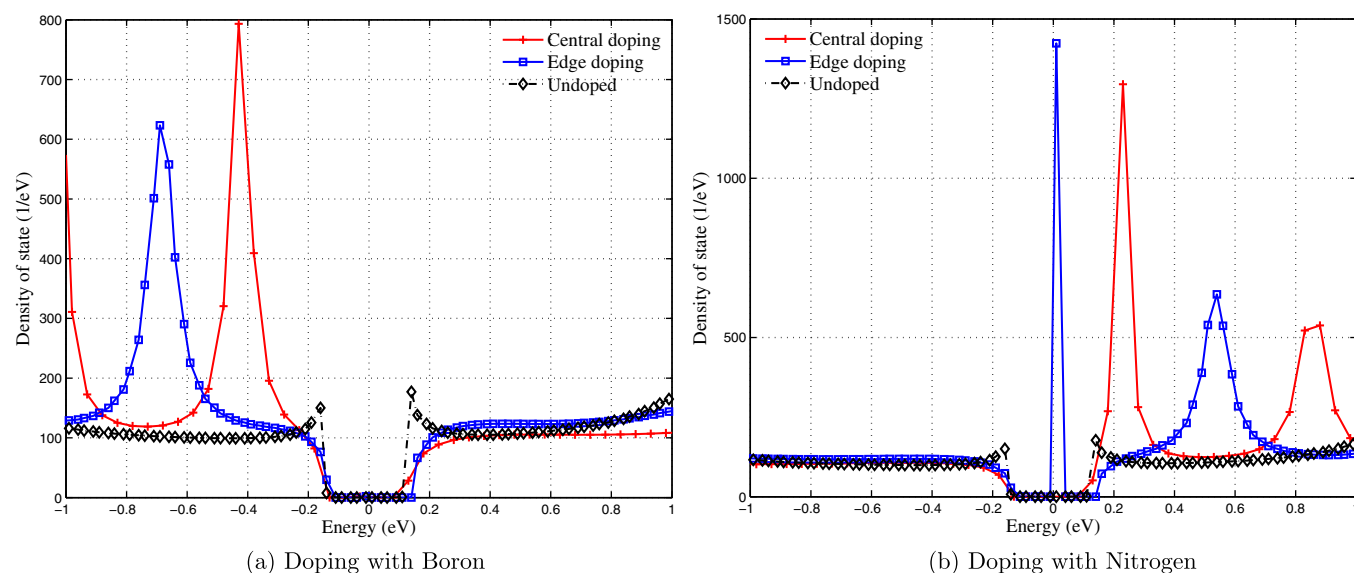 800
700
600
500
400
300
200
100
0
Density of state (1/eV)
Central doping
Edge doping
Undoped
−1 −0.8 −0.6 −0.4 −0.2 0 0.2 0.4 0.6 0.8 1
Energy (eV)
(a) Doping with Boron
1500
1000
500
0
Density of state (1/eV)
Central doping
Edge doping
Undoped
−1 −0.8 −0.6 −0.4 −0.2 0 0.2 0.4 0.6 0.8 1
Energy (eV)
(b) Doping with Nitrogen